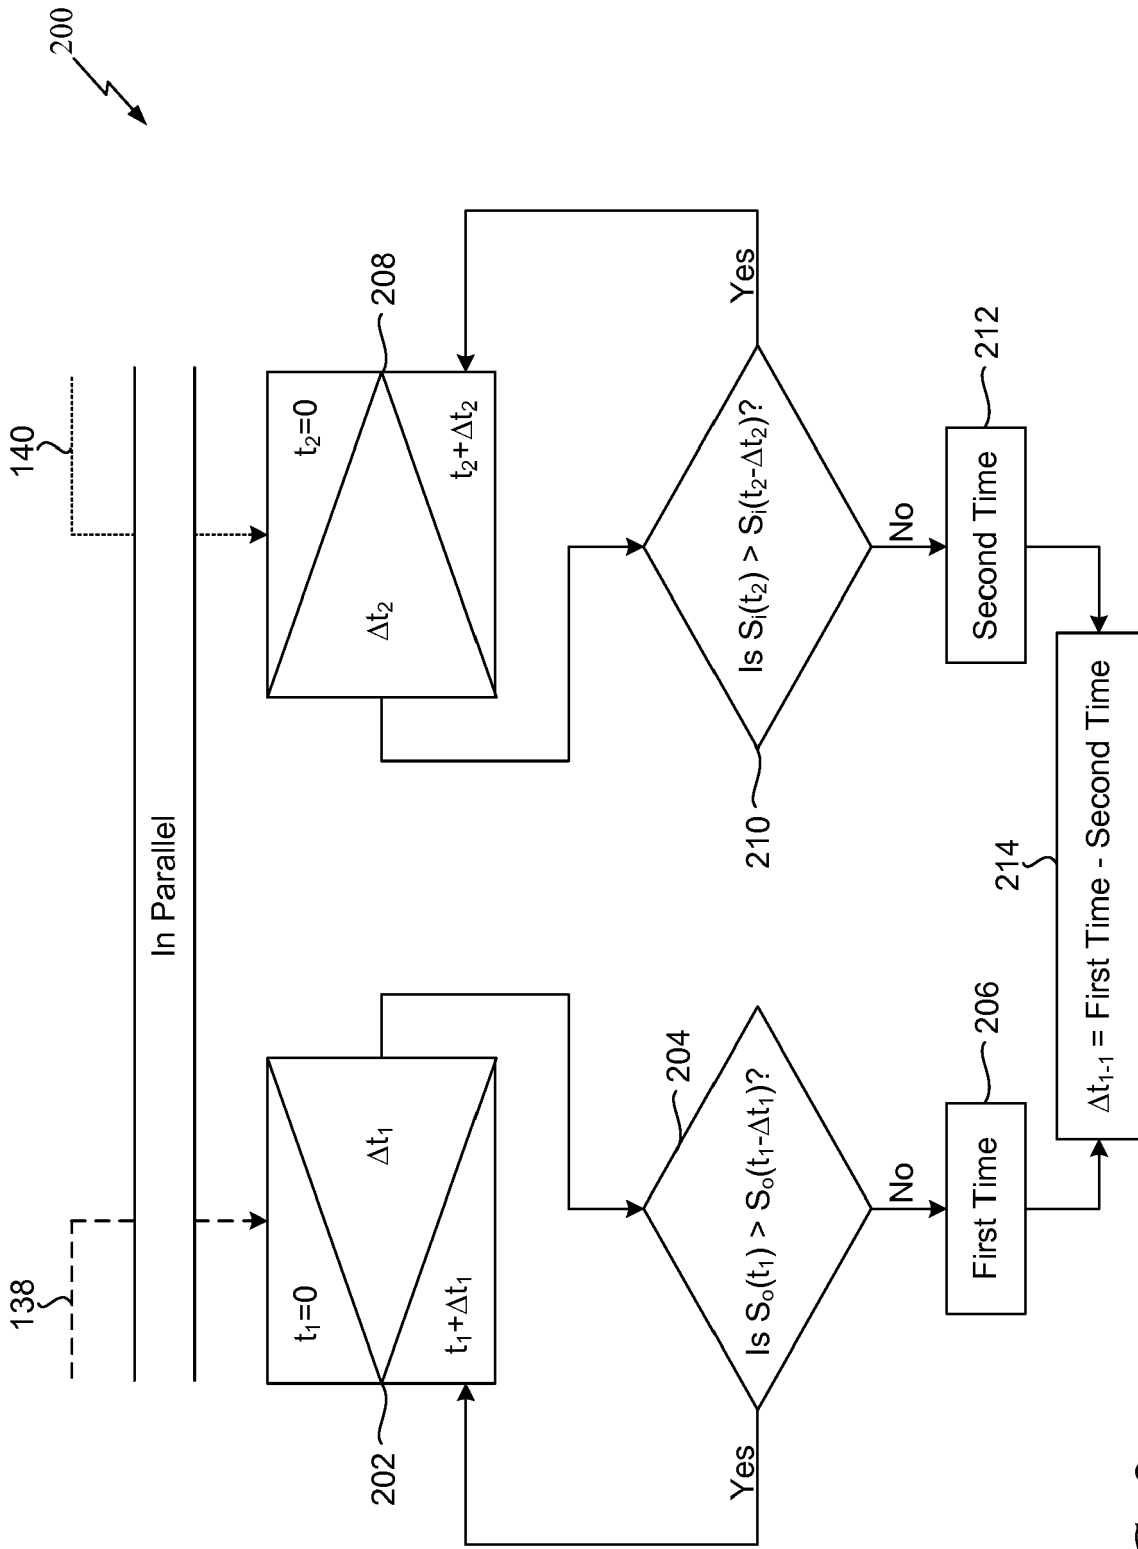 200
138
140
In Parallel
t₁=0
Δt₁
t₁+Δt₁
202
t₂=0
Δt₂
t₂+Δt₂
208
Is Sₒ(t₁) > Sₒ(t₁-Δt₁)?
204
Yes
No
Is Sᵢ(t₂) > Sᵢ(t₂-Δt₂)?
210
Yes
No
First Time
206
Second Time
212
214
Δt₁₋₁ = First Time - Second Time